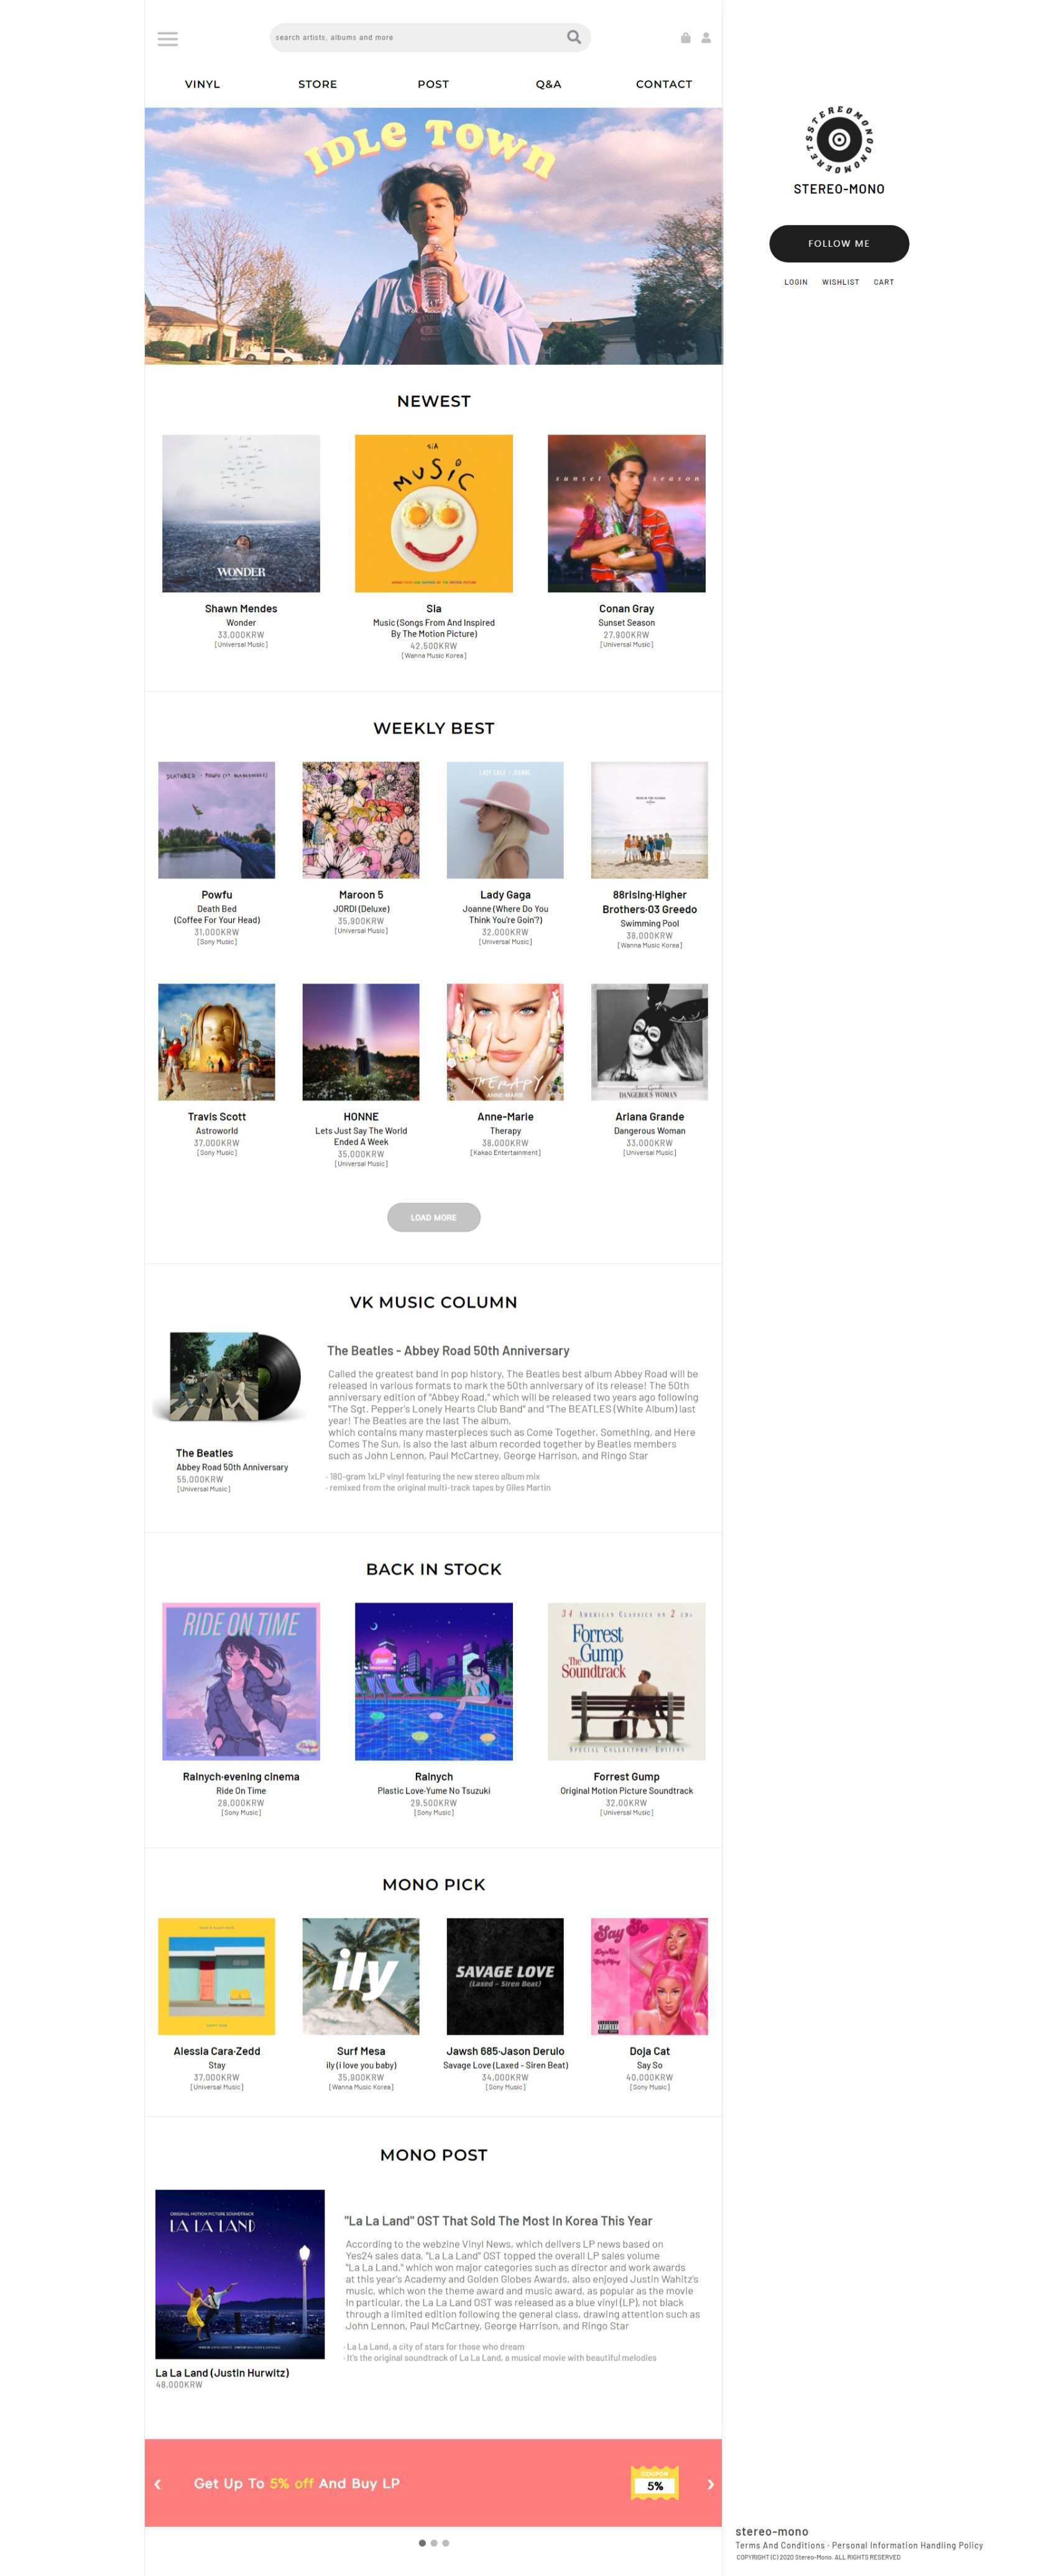 search artists, albums and more
VINYL
STORE
POST
Q&A
CONTACT
STEREOMONOONOMOERETS
STEREO-MONO
FOLLOW ME
LOGIN
WISHLIST
CART
IDLE TOWN
NEWEST
WONDER
SIA
MUSIC
SONGS FROM AND INSPIRED BY THE MOTION PICTURE
sunset season
Shawn Mendes
Wonder
33,000KRW
[Universal Music]
Sia
Music (Songs From And Inspired
By The Motion Picture)
42,500KRW
[Wanna Music Korea]
Conan Gray
Sunset Season
27,900KRW
[Universal Music]
WEEKLY BEST
DEATHBED - POWFU (FT. BEABADOOBEE)
LADY GAGA / JOANNE
Powfu
Death Bed
(Coffee For Your Head)
31,000KRW
[Sony Music]
Maroon 5
JORDI (Deluxe)
35,900KRW
[Universal Music]
Lady Gaga
Joanne (Where Do You
Think You're Goin'?)
32,000KRW
[Universal Music]
88rising·Higher
Brothers·03 Greedo
Swimming Pool
38,000KRW
[Wanna Music Korea]
THERAPY
ANNE-MARIE
DANGEROUS WOMAN
Travis Scott
Astroworld
37,000KRW
[Sony Music]
HONNE
Lets Just Say The World
Ended A Week
35,000KRW
[Universal Music]
Anne-Marie
Therapy
38,000KRW
[Kakao Entertainment]
Ariana Grande
Dangerous Woman
33,000KRW
[Universal Music]
LOAD MORE
VK MUSIC COLUMN
The Beatles
Abbey Road 50th Anniversary
55,000KRW
[Universal Music]
The Beatles - Abbey Road 50th Anniversary
Called the greatest band in pop history, The Beatles best album Abbey Road will be
released in various formats to mark the 50th anniversary of its release! The 50th
anniversary edition of "Abbey Road," which will be released two years ago following
"The Sgt. Pepper's Lonely Hearts Club Band" and "The BEATLES (White Album) last
year! The Beatles are the last The album,
which contains many masterpieces such as Come Together, Something, and Here
Comes The Sun, is also the last album recorded together by Beatles members
such as John Lennon, Paul McCartney, George Harrison, and Ringo Star
· 180-gram 1xLP vinyl featuring the new stereo album mix
· remixed from the original multi-track tapes by Giles Martin
BACK IN STOCK
RIDE ON TIME
34 AMERICAN CLASSICS ON 2 CDs
Forrest
Gump
The Soundtrack
SPECIAL COLLECTORS' EDITION
Rainych·evening cinema
Ride On Time
28,000KRW
[Sony Music]
Rainych
Plastic Love·Yume No Tsuzuki
29,500KRW
[Sony Music]
Forrest Gump
Original Motion Picture Soundtrack
32,00KRW
[Universal Music]
MONO PICK
ily
SAVAGE LOVE
(Laxed – Siren Beat)
Say So
Doja Cat
Alessia Cara·Zedd
Stay
37,000KRW
[Universal Music]
Surf Mesa
ily (i love you baby)
35,900KRW
[Wanna Music Korea]
Jawsh 685·Jason Derulo
Savage Love (Laxed - Siren Beat)
34,000KRW
[Sony Music]
Doja Cat
Say So
40,000KRW
[Sony Music]
MONO POST
ORIGINAL MOTION PICTURE SOUNDTRACK
LA LA LAND
La La Land (Justin Hurwitz)
48,000KRW
"La La Land" OST That Sold The Most In Korea This Year
According to the webzine Vinyl News, which delivers LP news based on
Yes24 sales data, "La La Land" OST topped the overall LP sales volume
"La La Land," which won major categories such as director and work awards
at this year's Academy and Golden Globes Awards, also enjoyed Justin Wahitz's
music, which won the theme award and music award, as popular as the movie
In particular, the La La Land OST was released as a blue vinyl (LP), not black
through a limited edition following the general class, drawing attention such as
John Lennon, Paul McCartney, George Harrison, and Ringo Star
· La La Land, a city of stars for those who dream
· It's the original soundtrack of La La Land, a musical movie with beautiful melodies
Get Up To 5% off And Buy LP
COUPON
5%
stereo-mono
Terms And Conditions · Personal Information Handling Policy
COPYRIGHT (C) 2020 Stereo-Mono. ALL RIGHTS RESERVED